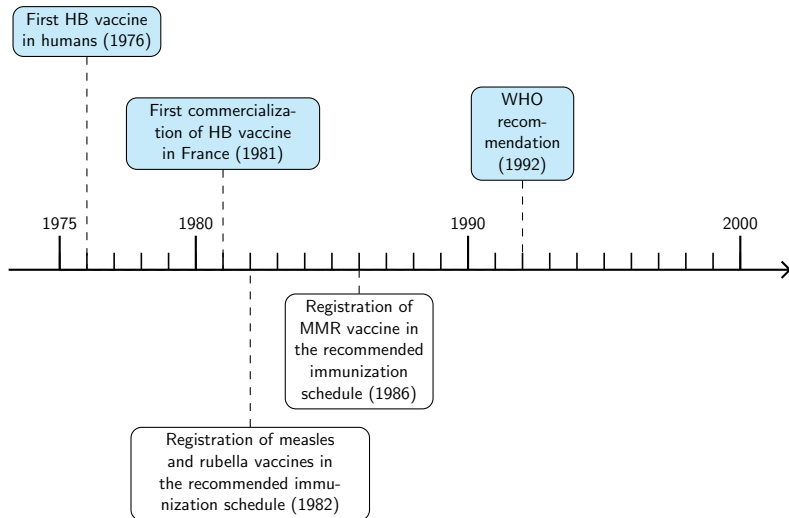 First HB vaccine
in humans (1976)
First commercializa-
tion of HB vaccine
in France (1981)
WHO
recom-
mendation
(1992)
1975
1980
1990
2000
Registration of
MMR vaccine in
the recommended
immunization
schedule (1986)
Registration of measles
and rubella vaccines in
the recommended immu-
nization schedule (1982)